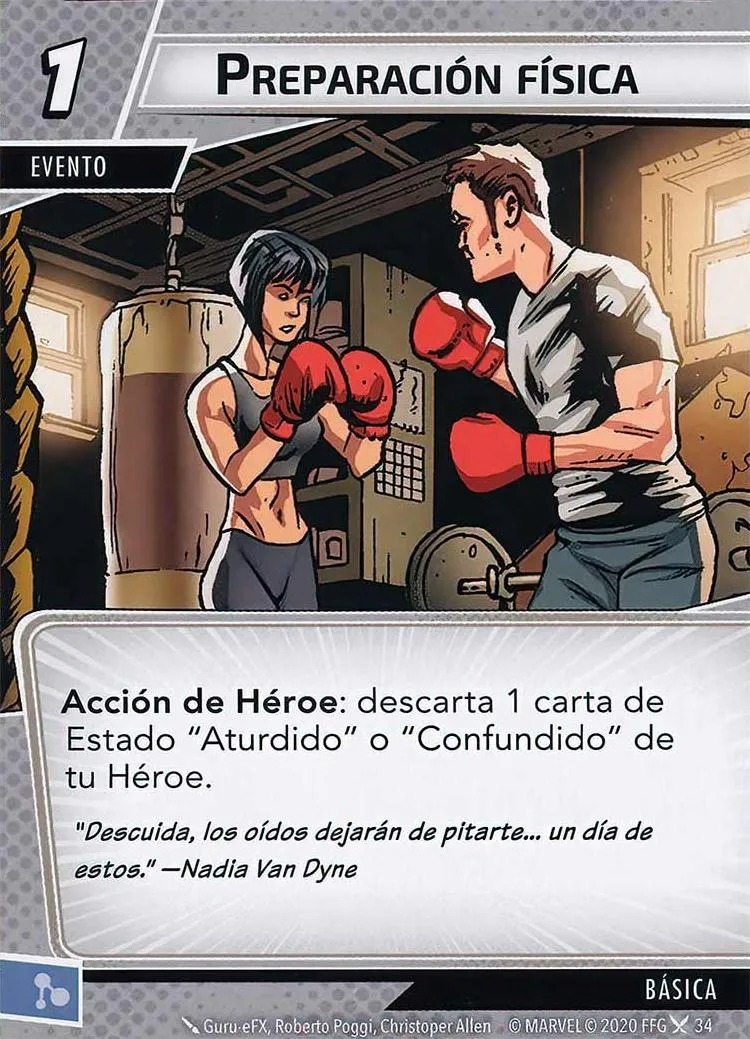 1
PREPARACIÓN FÍSICA
EVENTO
Acción de Héroe: descarta 1 carta de
Estado “Aturdido” o “Confundido” de
tu Héroe.
"Descuida, los oídos dejarán de pitarte... un día de
estos." —Nadia Van Dyne
BÁSICA
Guru-eFX, Roberto Poggi, Christoper Allen © MARVEL © 2020 FFG 34